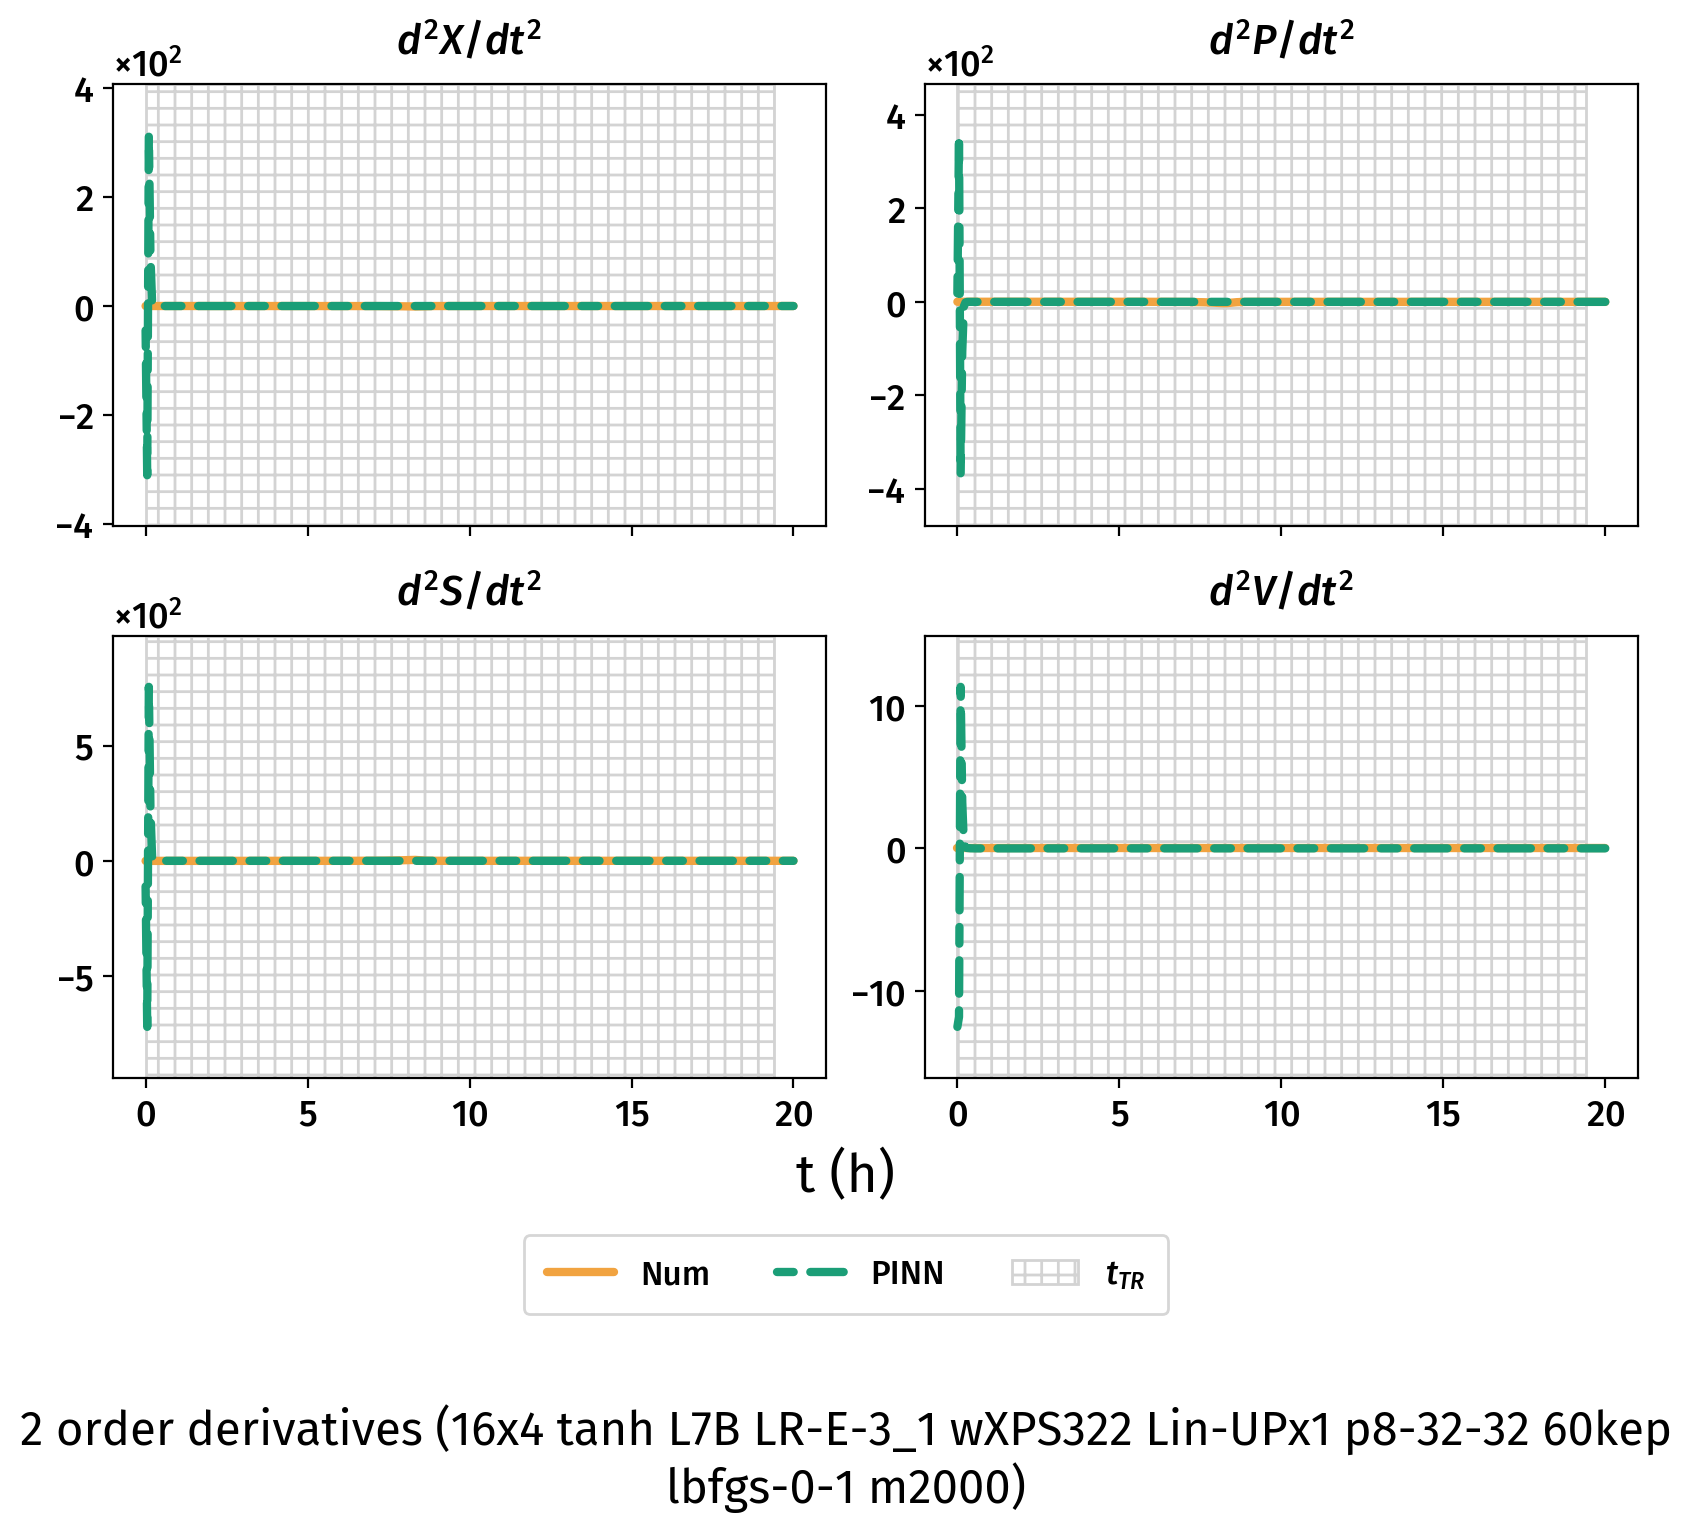 d²X/dt²
×10²
4
2
0
−2
−4
d²P/dt²
×10²
4
2
0
−2
−4
d²S/dt²
×10²
5
0
−5
0 5 10 15 20
d²V/dt²
10
0
−10
0 5 10 15 20
t (h)
Num PINN t_TR
2 order derivatives (16x4 tanh L7B LR-E-3_1 wXPS322 Lin-UPx1 p8-32-32 60kep
lbfgs-0-1 m2000)